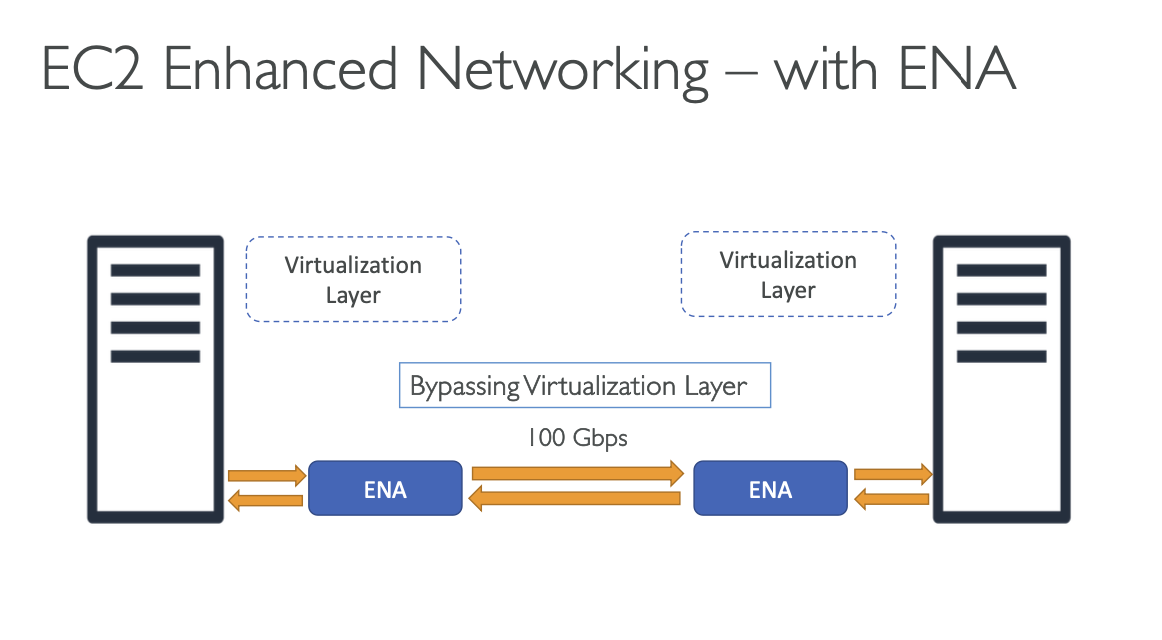 EC2 Enhanced Networking – with ENA
Virtualization
Layer
Virtualization
Layer
Bypassing Virtualization Layer
100 Gbps
ENA
ENA